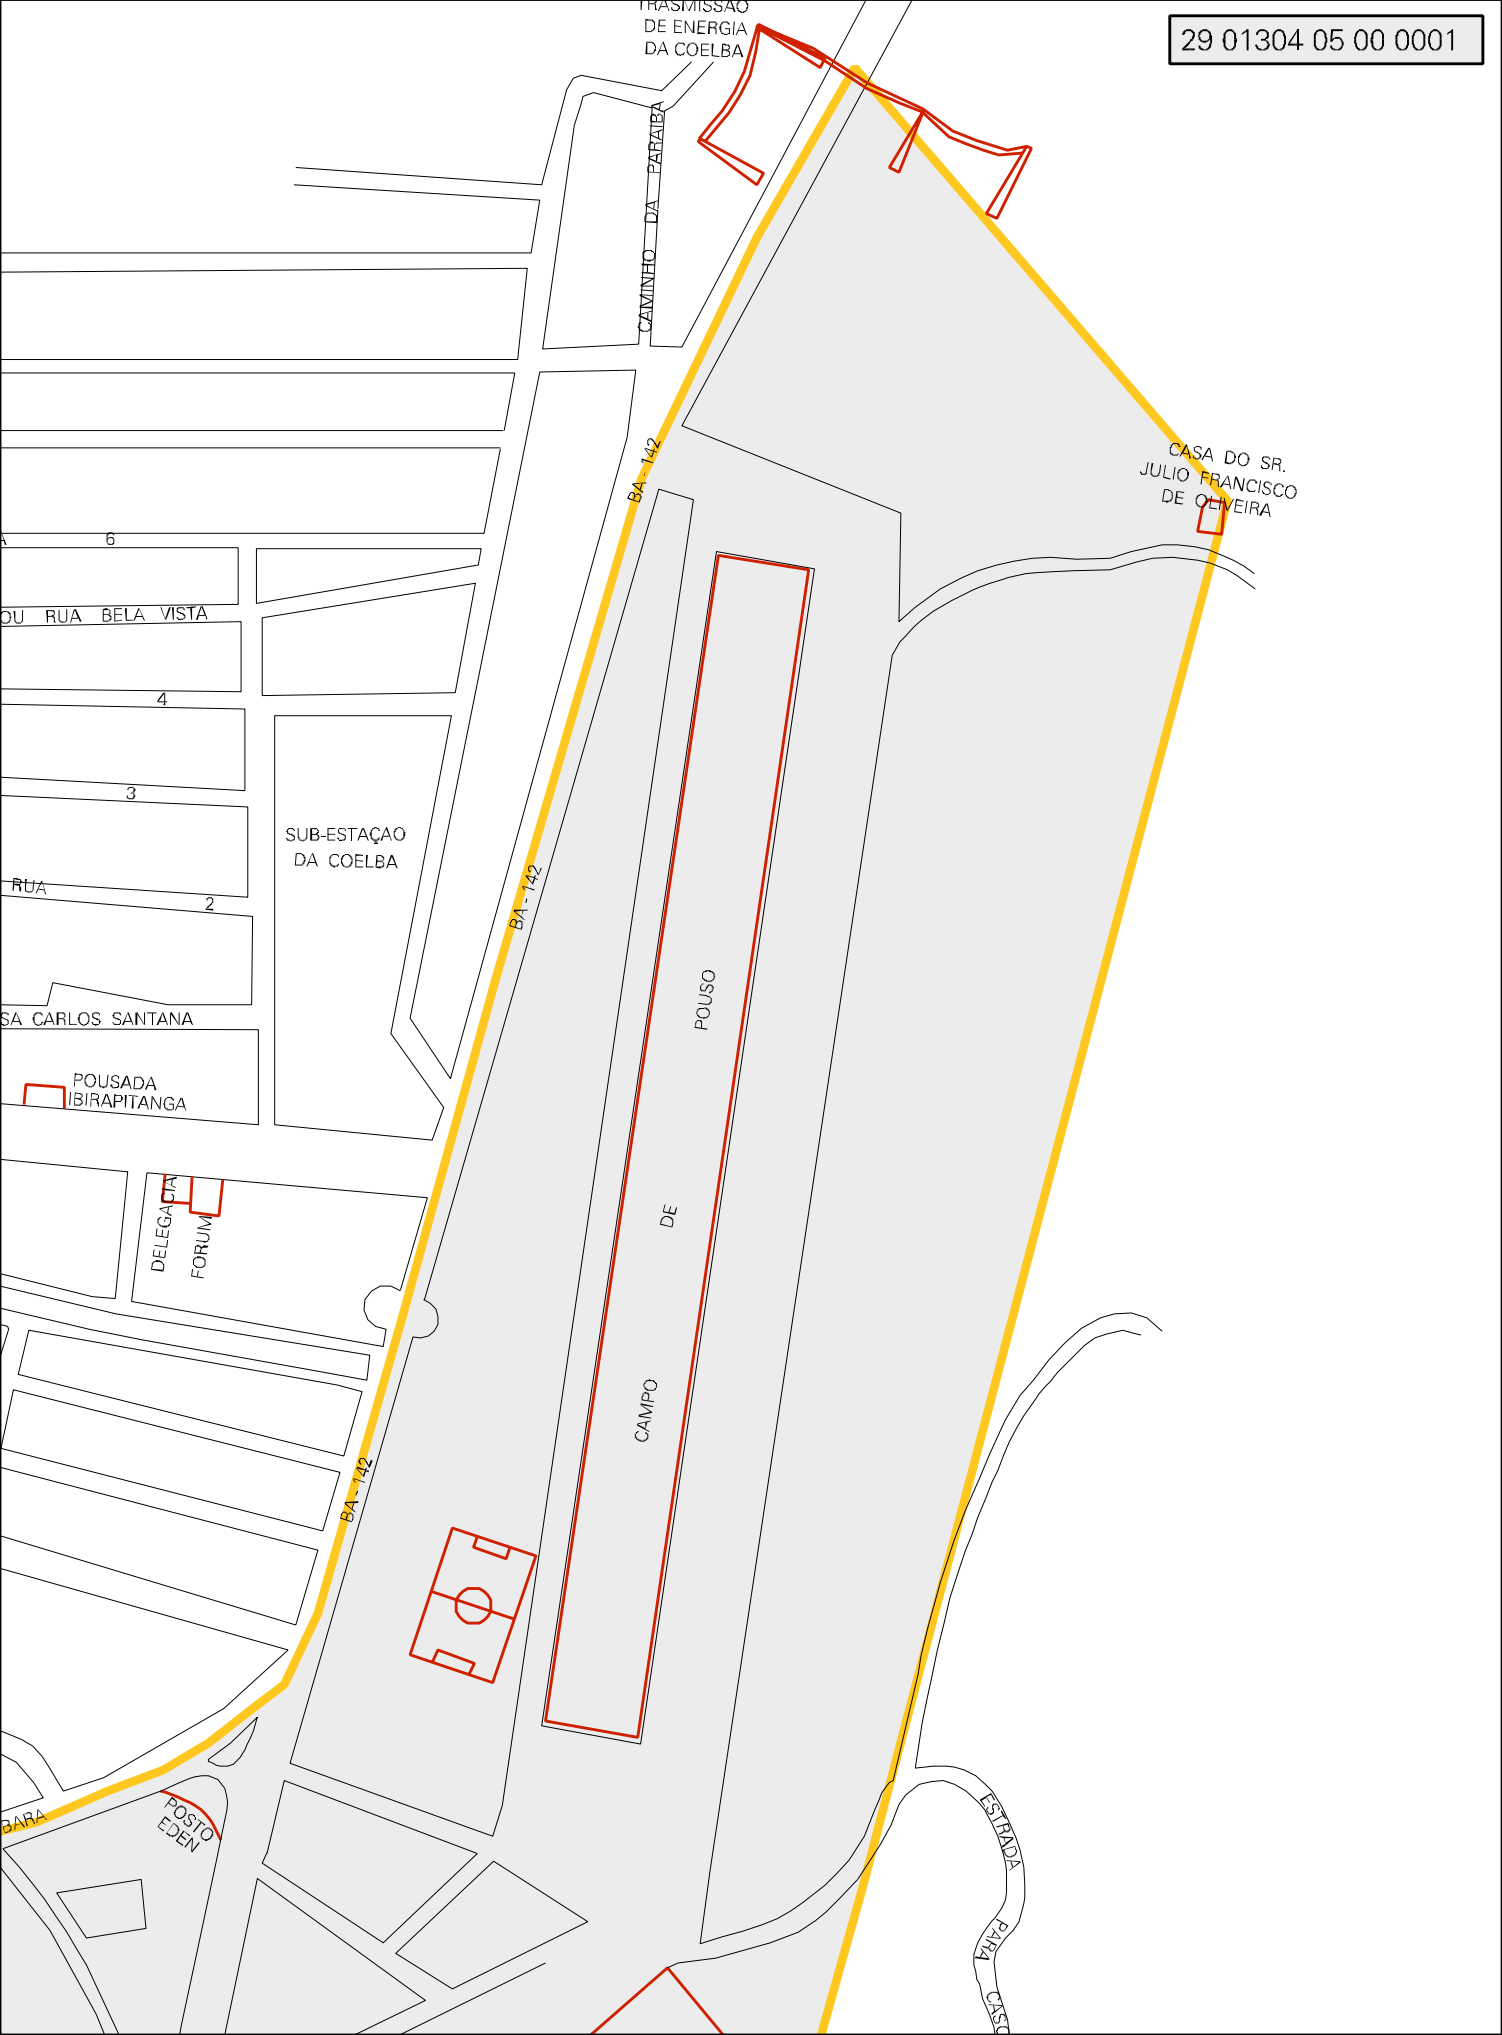 TRASMISSAO
DE ENERGIA
DA COELBA
29 01304 05 00 0001
CAMINHO DA PARAIBA
BA - 142
CASA DO SR.
JULIO FRANCISCO
DE OLIVEIRA
6
OU RUA BELA VISTA
4
3
SUB-ESTAÇAO
DA COELBA
RUA
2
BA - 142
SA CARLOS SANTANA
POUSADA
IBIRAPITANGA
CAMPO DE POUSO
DELEGACIA
FORUM
BA - 142
POSTO
EDEN
BARA
ESTRADA PARA CASC